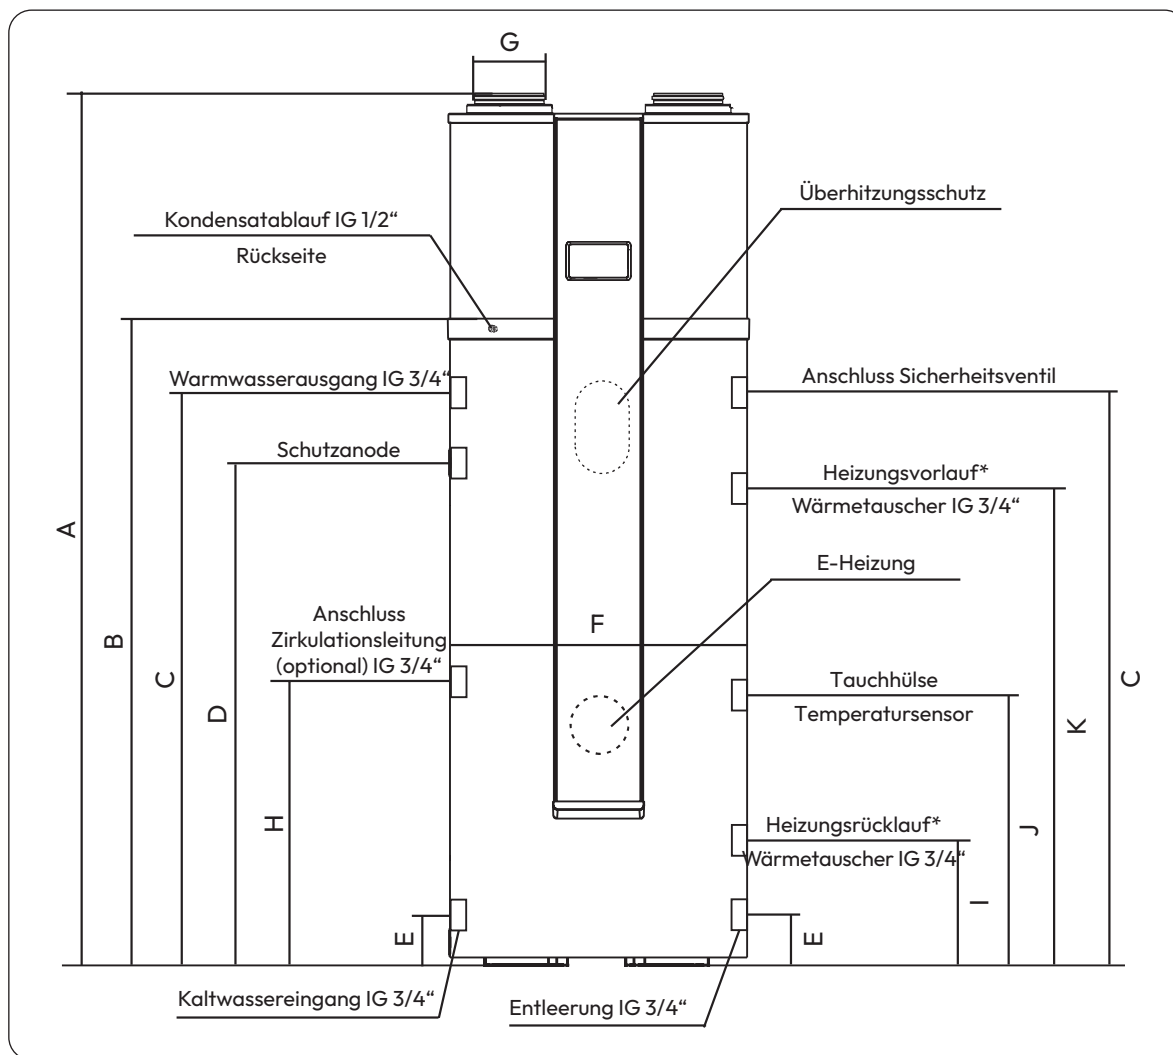 G
Überhitzungsschutz
Kondensatablauf IG 1/2“
Rückseite
Warmwasserausgang IG 3/4“
Anschluss Sicherheitsventil
Schutzanode
Heizungsvorlauf*
Wärmetauscher IG 3/4“
A
E-Heizung
Anschluss
Zirkulationsleitung
(optional) IG 3/4“
F
B
C
D
H
E
Tauchhülse
Temperatursensor
C
K
J
Heizungsrücklauf*
Wärmetauscher IG 3/4“
I
E
Kaltwassereingang IG 3/4“
Entleerung IG 3/4“